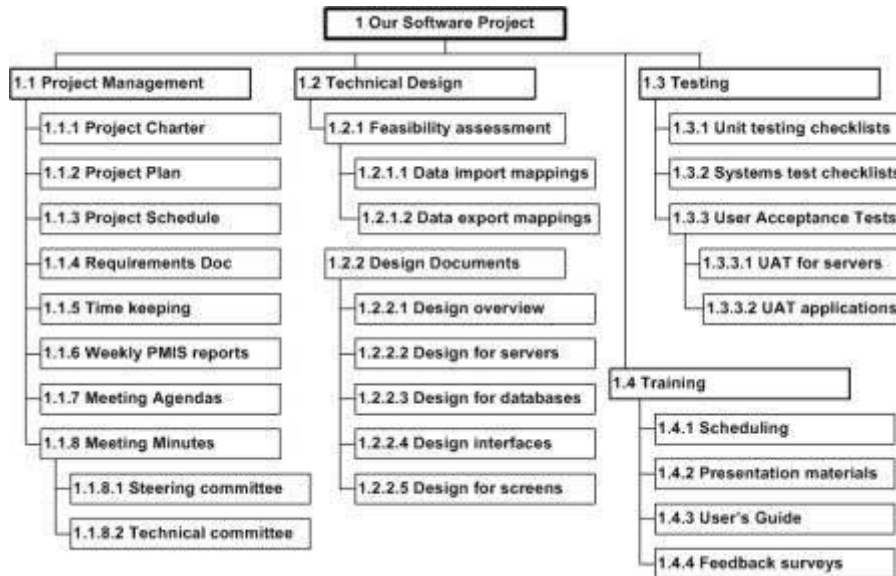 1 Our Software Project
1.1 Project Management
1.1.1 Project Charter
1.1.2 Project Plan
1.1.3 Project Schedule
1.1.4 Requirements Doc
1.1.5 Time keeping
1.1.6 Weekly PMIS reports
1.1.7 Meeting Agendas
1.1.8 Meeting Minutes
1.1.8.1 Steering committee
1.1.8.2 Technical committee
1.2 Technical Design
1.2.1 Feasibility assessment
1.2.1.1 Data import mappings
1.2.1.2 Data export mappings
1.2.2 Design Documents
1.2.2.1 Design overview
1.2.2.2 Design for servers
1.2.2.3 Design for databases
1.2.2.4 Design interfaces
1.2.2.5 Design for screens
1.3 Testing
1.3.1 Unit testing checklists
1.3.2 Systems test checklists
1.3.3 User Acceptance Tests
1.3.3.1 UAT for servers
1.3.3.2 UAT applications
1.4 Training
1.4.1 Scheduling
1.4.2 Presentation materials
1.4.3 User's Guide
1.4.4 Feedback surveys